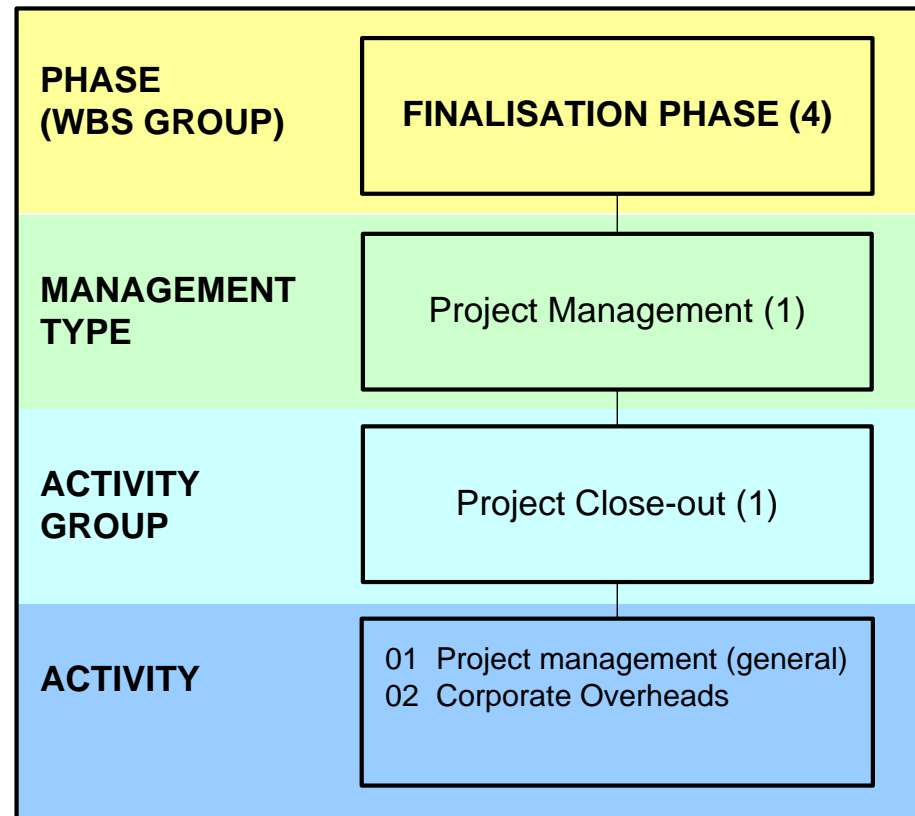 PHASE
(WBS GROUP)
FINALISATION PHASE (4)
MANAGEMENT
TYPE
Project Management (1)
ACTIVITY
GROUP
Project Close-out (1)
ACTIVITY
01 Project management (general)
02 Corporate Overheads